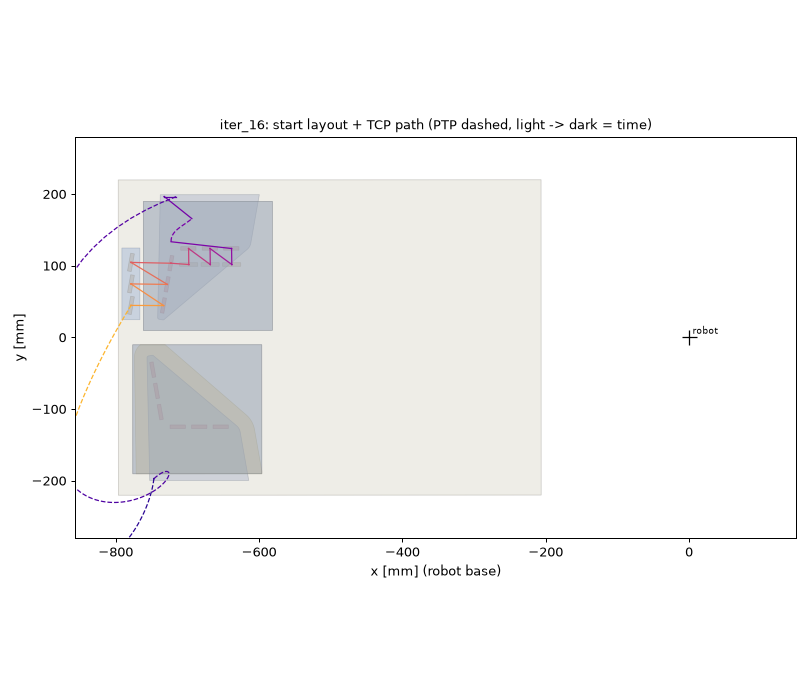 iter_16: start layout + TCP path (PTP dashed, light -> dark = time)
200
100
0
−100
−200
y [mm]
robot
−800
−600
−400
−200
0
x [mm] (robot base)